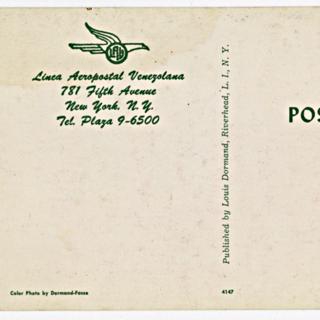 LAV
Linea Aeropostal Venezolana
781 Fifth Avenue
New York, N.Y.
Tel. Plaza 9-6500
Published by Louis Dormand, Riverhead, L. I., N. Y.
POS
Color Photo by Dormand-Fosse
4147